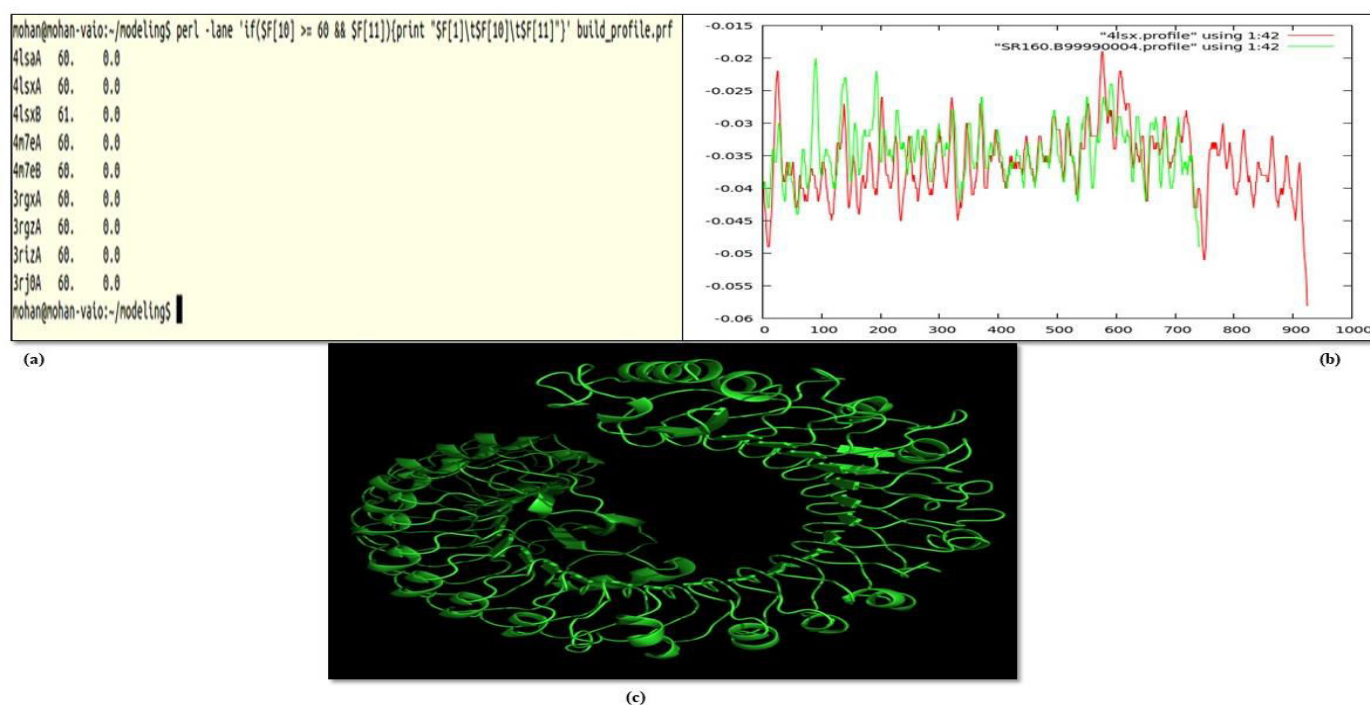 mohan@mohan-vaio:~/modeling$ perl -lane 'if($F[10] >= 60 && $F[11]){print "$F[1]\t$F[10]\t$F[11]"}' build_profile.prf
4lsaA 60. 0.0
4lsxA 60. 0.0
4lsxB 61. 0.0
4m7eA 60. 0.0
4m7eB 60. 0.0
3rgxA 60. 0.0
3rgzA 60. 0.0
3rizA 60. 0.0
3rj0A 60. 0.0
mohan@mohan-vaio:~/modeling$
(a)
"4lsx.profile" using 1:42
"SR160.B99990004.profile" using 1:42
-0.015
-0.02
-0.025
-0.03
-0.035
-0.04
-0.045
-0.05
-0.055
-0.06
0 100 200 300 400 500 600 700 800 900 1000
(b)
(c)